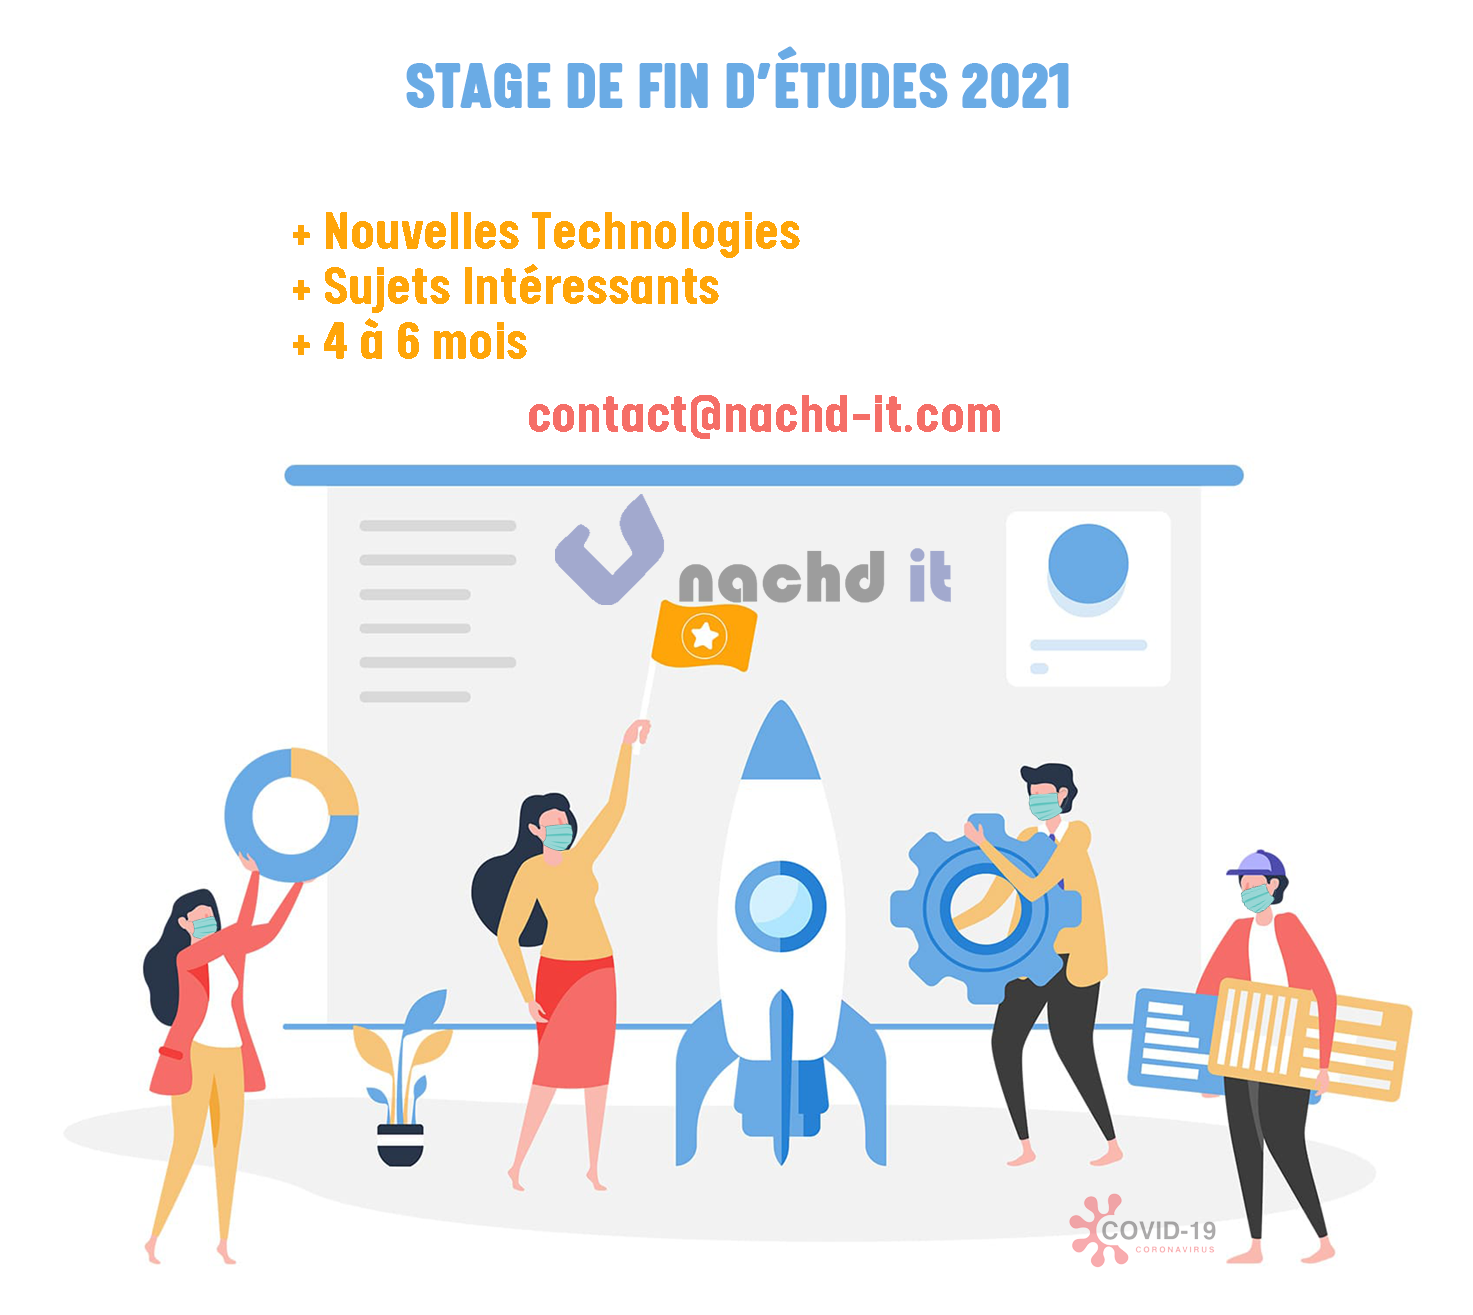 STAGE DE FIN D'ÉTUDES 2021
+ Nouvelles Technologies
+ Sujets Intéressants
+ 4 à 6 mois
contact@nachd-it.com
nachd it
COVID-19
CORONAVIRUS